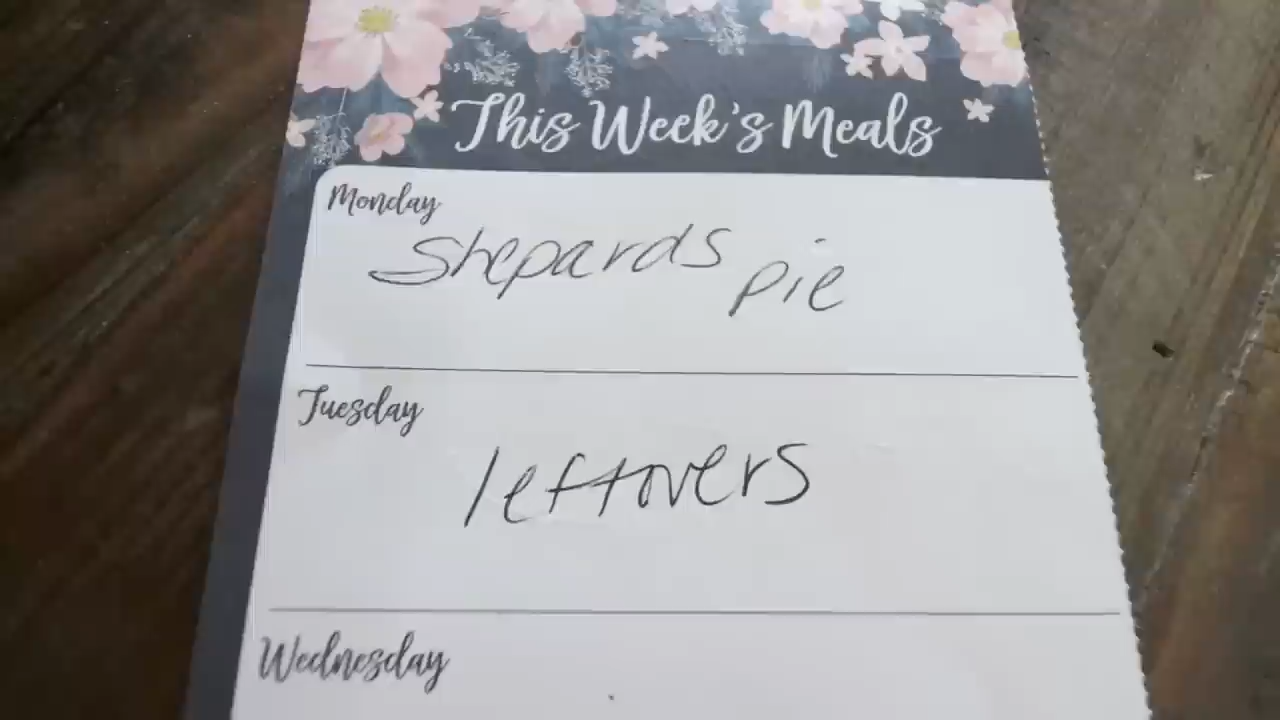 This Week's Meals
Monday
Shepards pie
Tuesday
leftovers
Wednesday